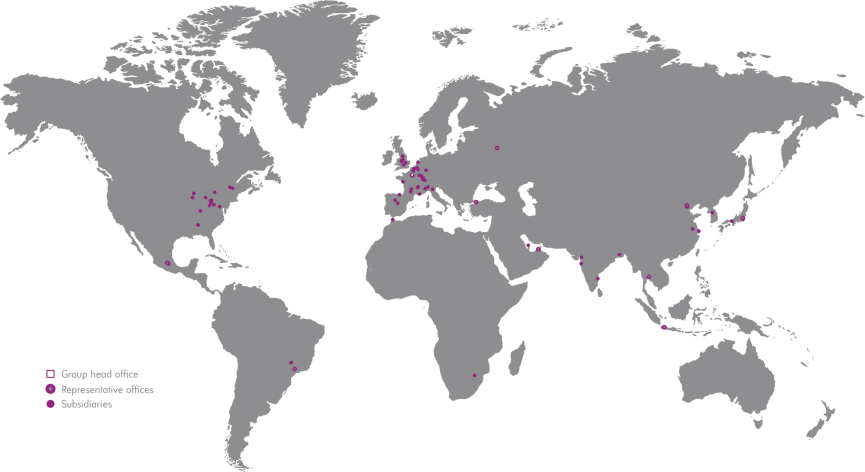 Group head office
Representative offices
Subsidiaries